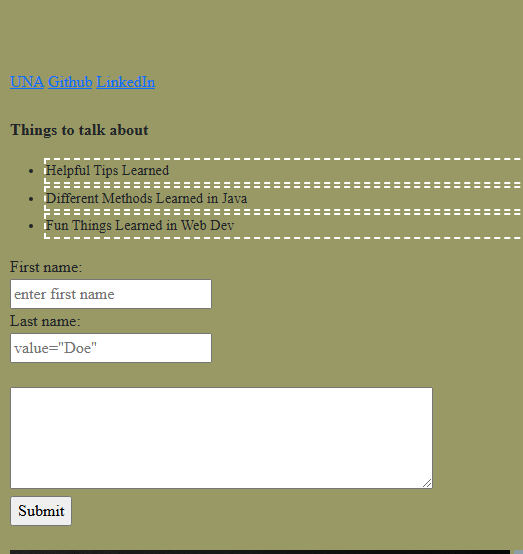 UNA Github LinkedIn
Things to talk about
Helpful Tips Learned
Different Methods Learned in Java
Fun Things Learned in Web Dev
First name:
enter first name
Last name:
value="Doe"
Submit